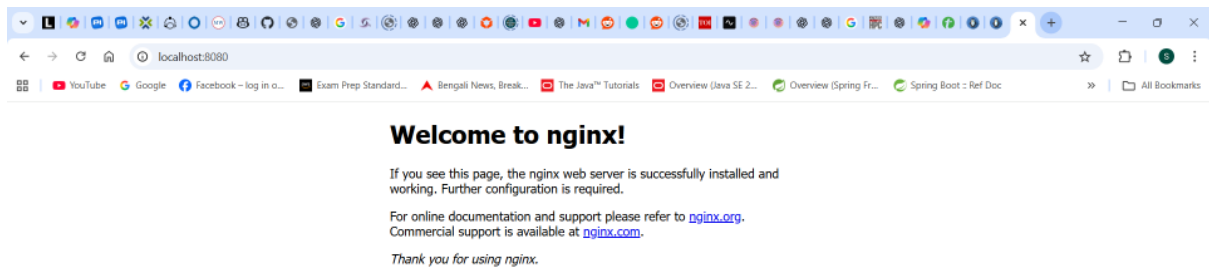 localhost:8080
YouTube Google Facebook – log in o... Exam Prep Standard... Bengali News, Break... The Java™ Tutorials Overview (Java SE 2... Overview (Spring Fr... Spring Boot :: Ref Doc » All Bookmarks
Welcome to nginx!
If you see this page, the nginx web server is successfully installed and
working. Further configuration is required.
For online documentation and support please refer to nginx.org.
Commercial support is available at nginx.com.
Thank you for using nginx.